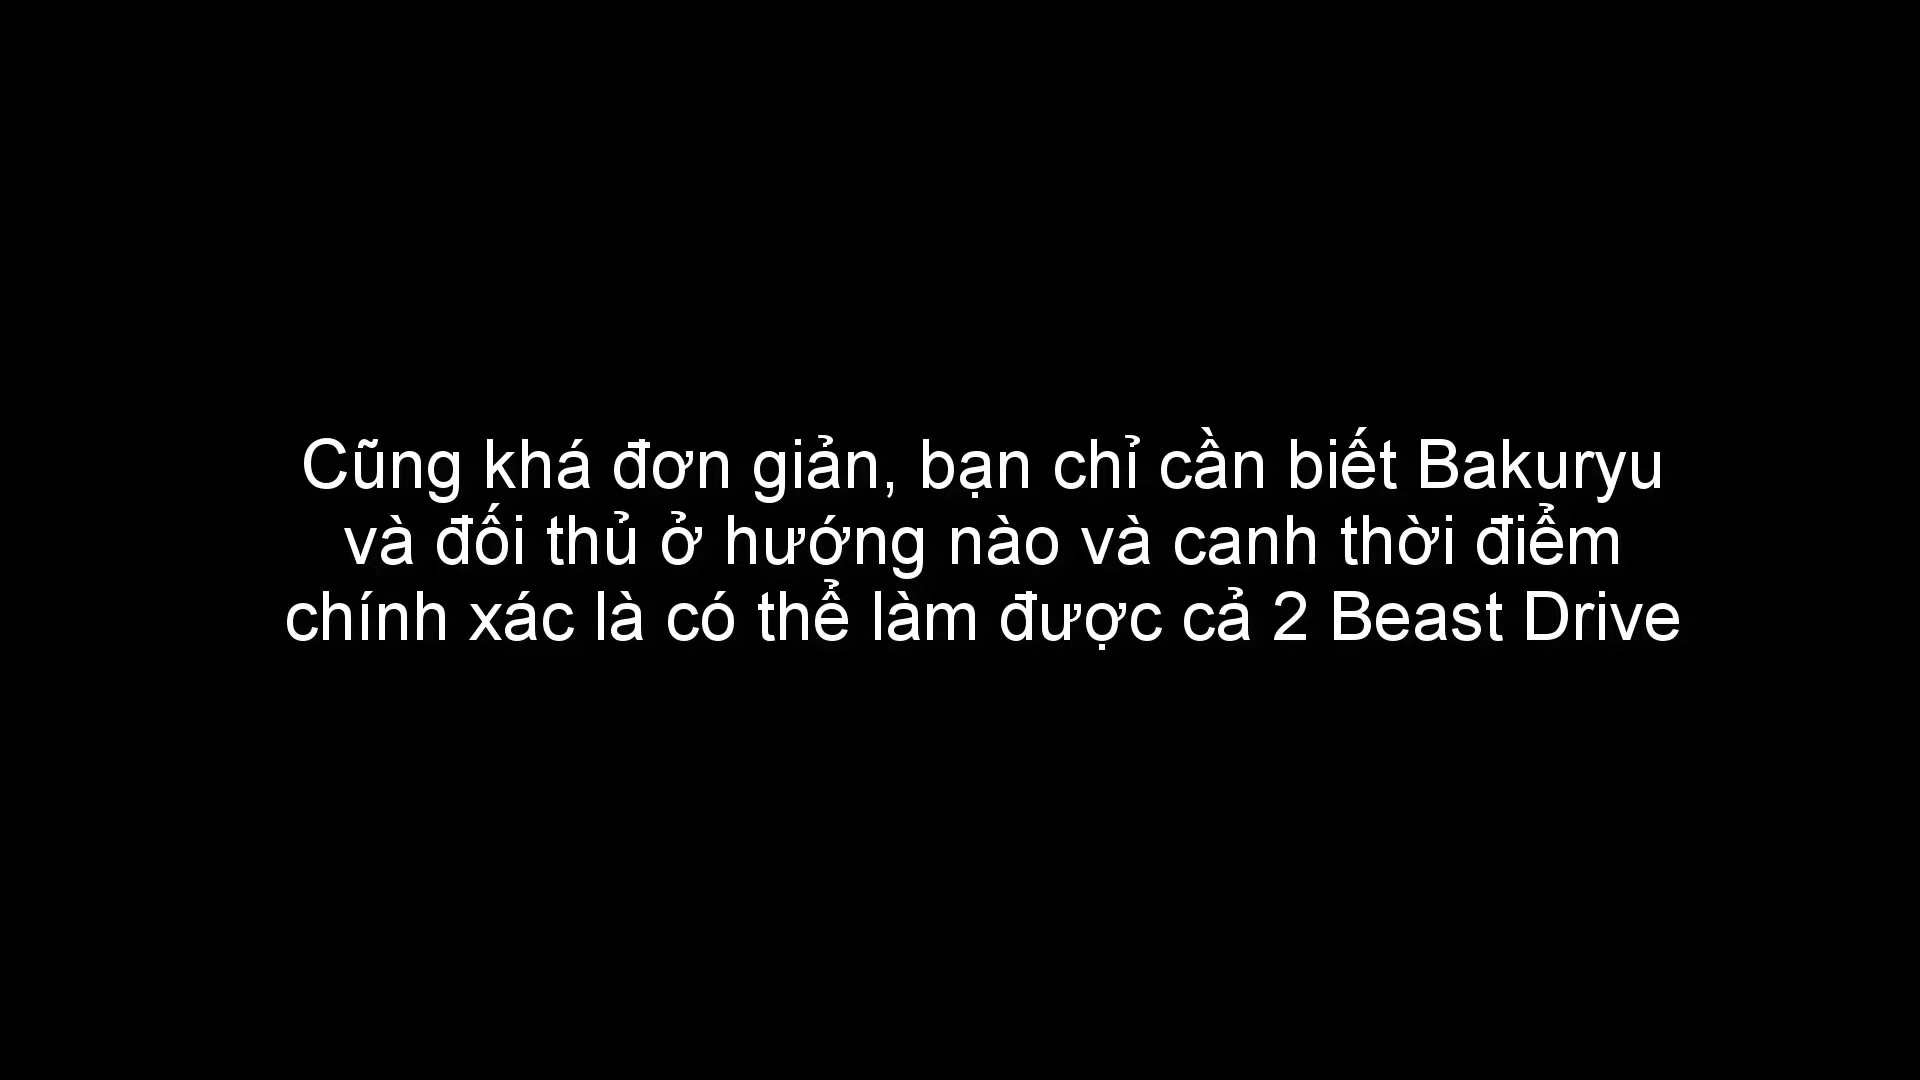 Cũng khá đơn giản, bạn chỉ cần biết Bakuryu
và đối thủ ở hướng nào và canh thời điểm
chính xác là có thể làm được cả 2 Beast Drive